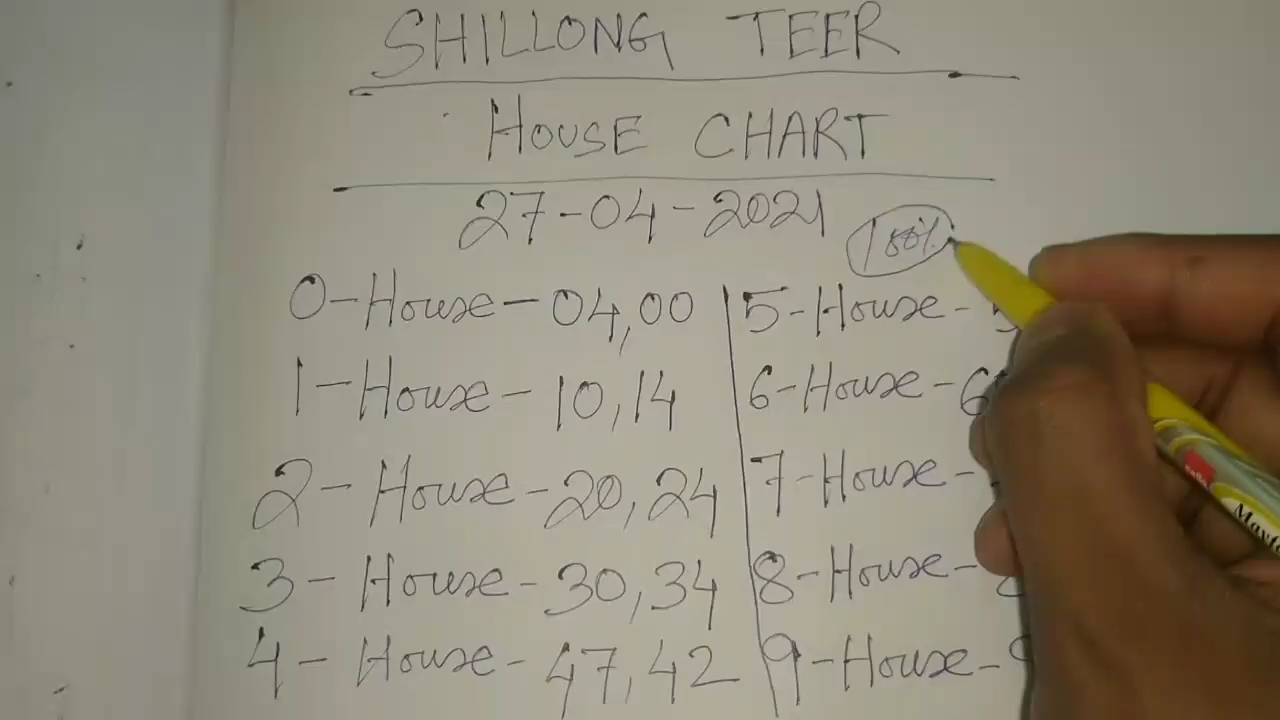 SHILLONG TEER
HOUSE CHART
27-04-2021
100%
0-House-04,00
1-House-10,14
2-House-20,24
3-House-30,34
4-House-47,42
5-House-5
6-House-6
7-House-
8-House-
9-House-